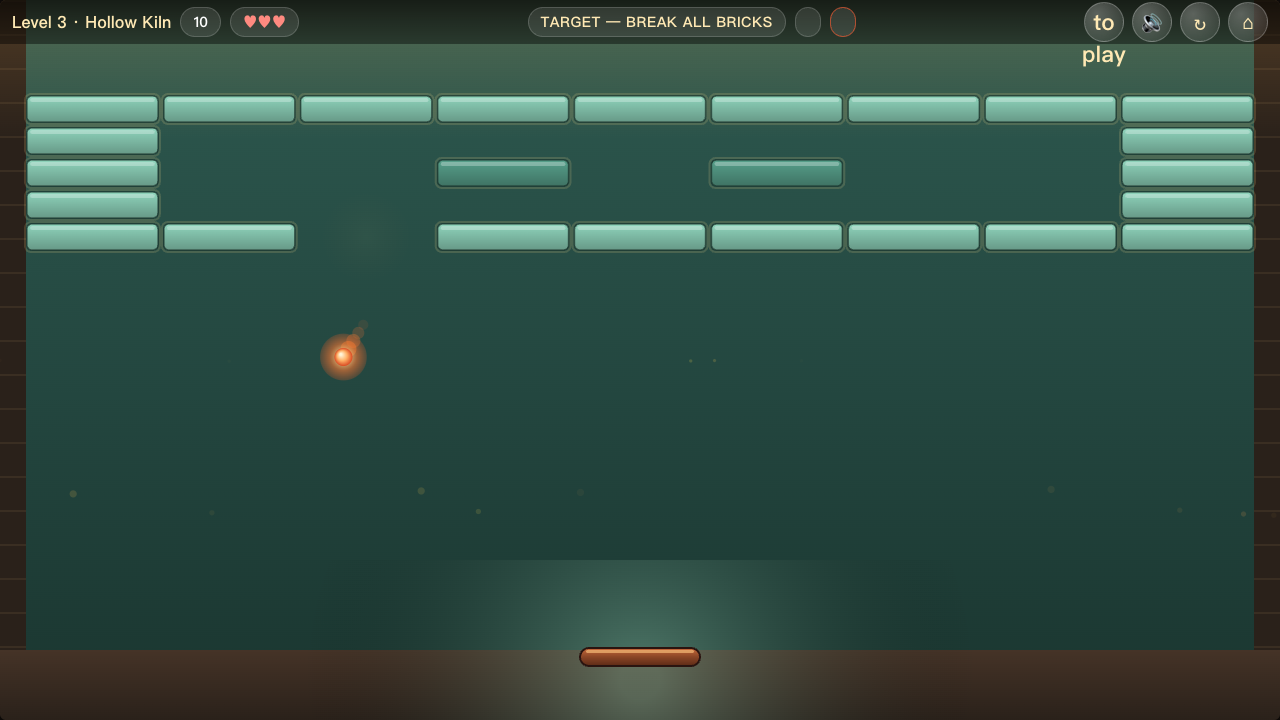 Level 3 · Hollow Kiln
10
TARGET — BREAK ALL BRICKS
to
play